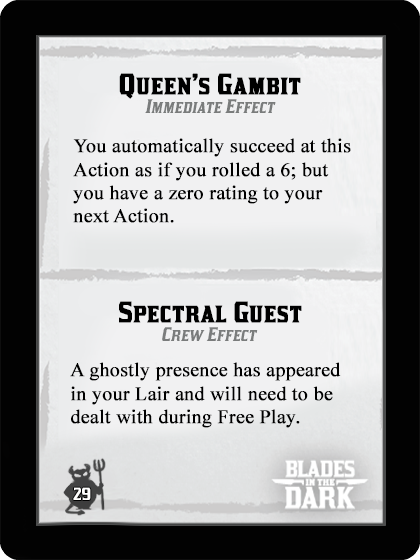 Queen's Gambit
Immediate Effect
You automatically succeed at this
Action as if you rolled a 6; but
you have a zero rating to your
next Action.
Spectral Guest
Crew Effect
A ghostly presence has appeared
in your Lair and will need to be
dealt with during Free Play.
29
BLADES
IN THE
DARK